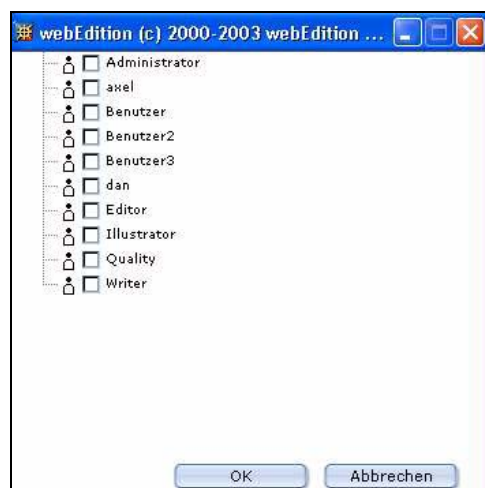 webEdition (c) 2000-2003 webEdition ...
Administrator
axel
Benutzer
Benutzer2
Benutzer3
dan
Editor
Illustrator
Quality
Writer
OK Abbrechen